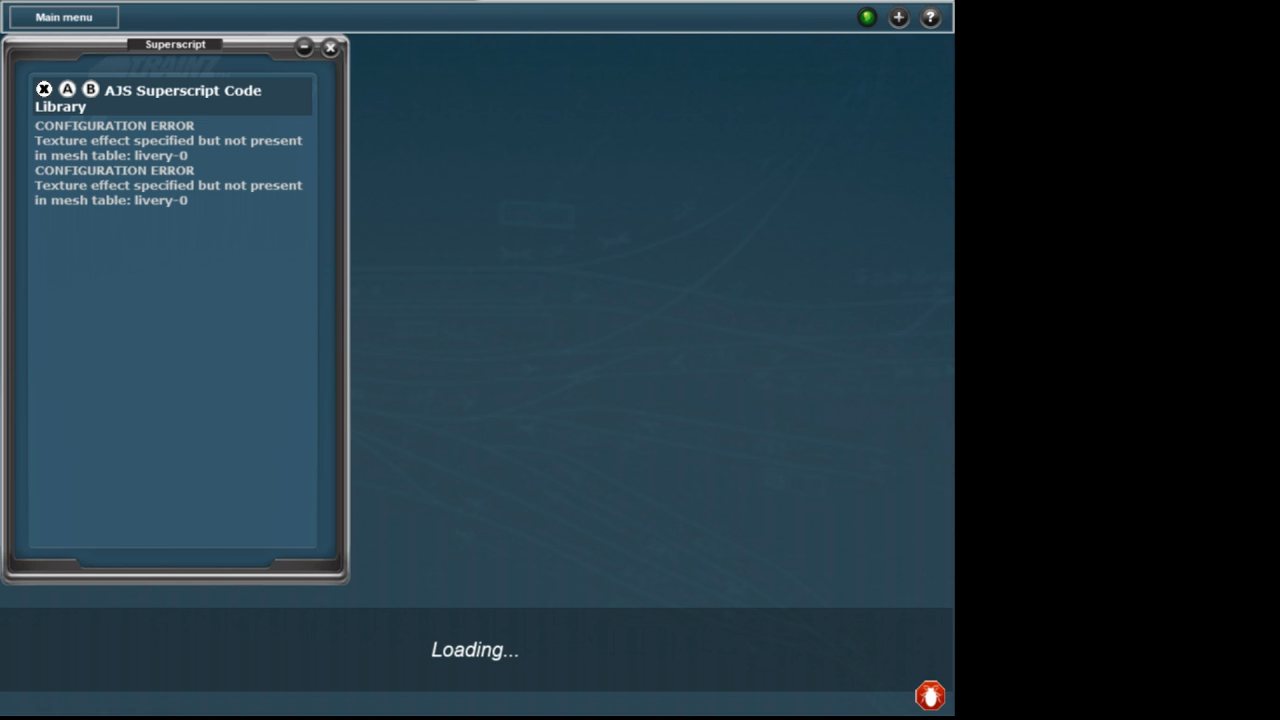 Main menu
Superscript
TRAINZ
X A B AJS Superscript Code
Library
CONFIGURATION ERROR
Texture effect specified but not present
in mesh table: livery-0
CONFIGURATION ERROR
Texture effect specified but not present
in mesh table: livery-0
Loading...